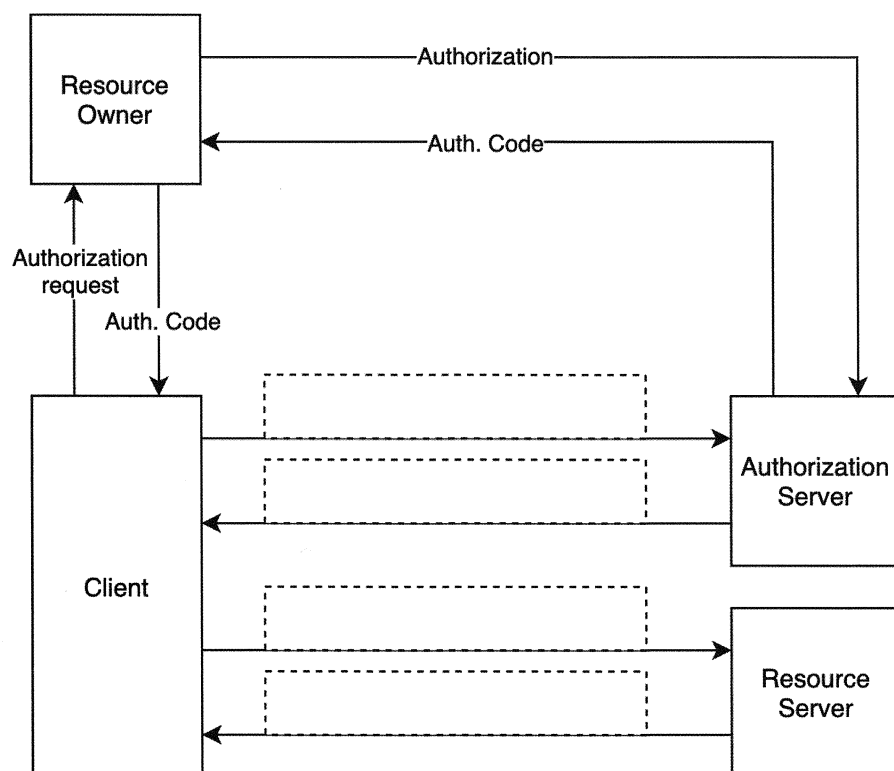 Resource
Owner
Authorization
Auth. Code
Authorization
request
Auth. Code
Client
Authorization
Server
Resource
Server